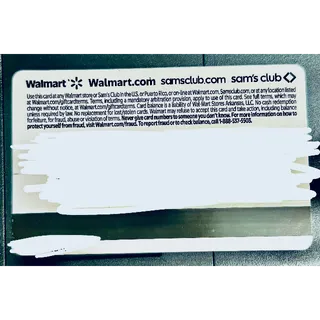 Walmart Walmart.com samsclub.com sam's club
Use this card at any Walmart store or Sam's Club in the U.S. or Puerto Rico, or on-line at Walmart.com, Samsclub.com, or at any location listed
at Walmart.com/giftcardterms. Terms, including a mandatory arbitration provision, apply to use of this card. See full terms, which may
change, at Walmart.com/giftcardterms. Card balance is a liability of Wal-Mart Stores Arkansas, LLC. No cash redemption
unless required by law. No replacement for lost/stolen cards. Walmart may refuse to accept this card and take action, including balance
forfeiture, for fraud, abuse or violation of terms. Never give card numbers to someone you don't know. For more information on how to
protect yourself from fraud, visit Walmart.com/fraud. To report fraud or to check balance, call 1-888-537-5503.